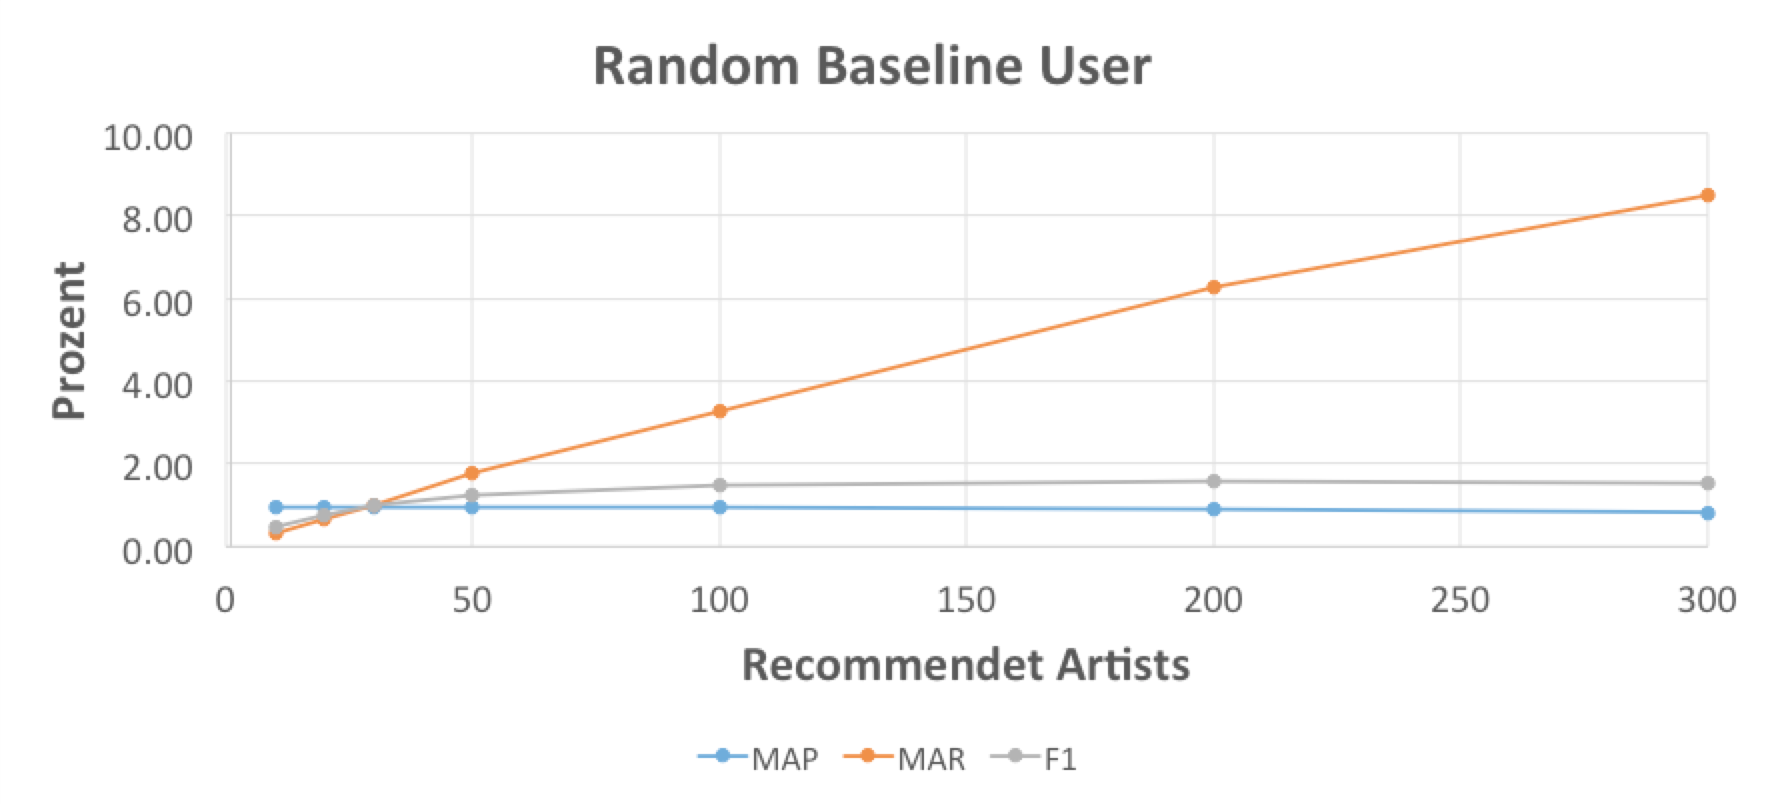 Random Baseline User
10.00
8.00
6.00
4.00
2.00
0.00
Prozent
0 50 100 150 200 250 300
Recommendet Artists
MAP MAR F1